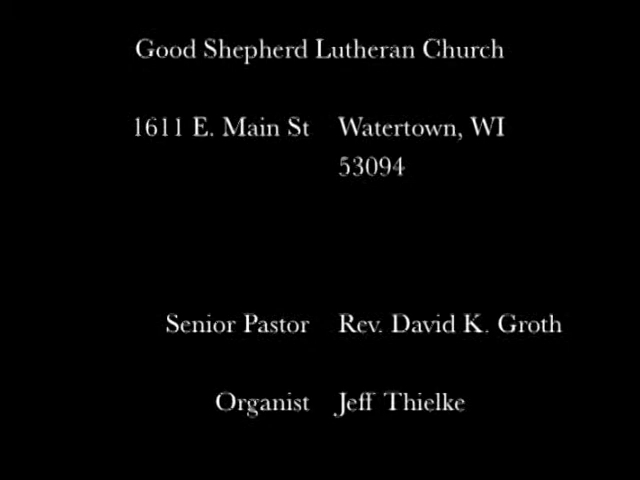 Good Shepherd Lutheran Church
1611 E. Main St Watertown, WI
53094
Senior Pastor Rev. David K. Groth
Organist Jeff Thielke